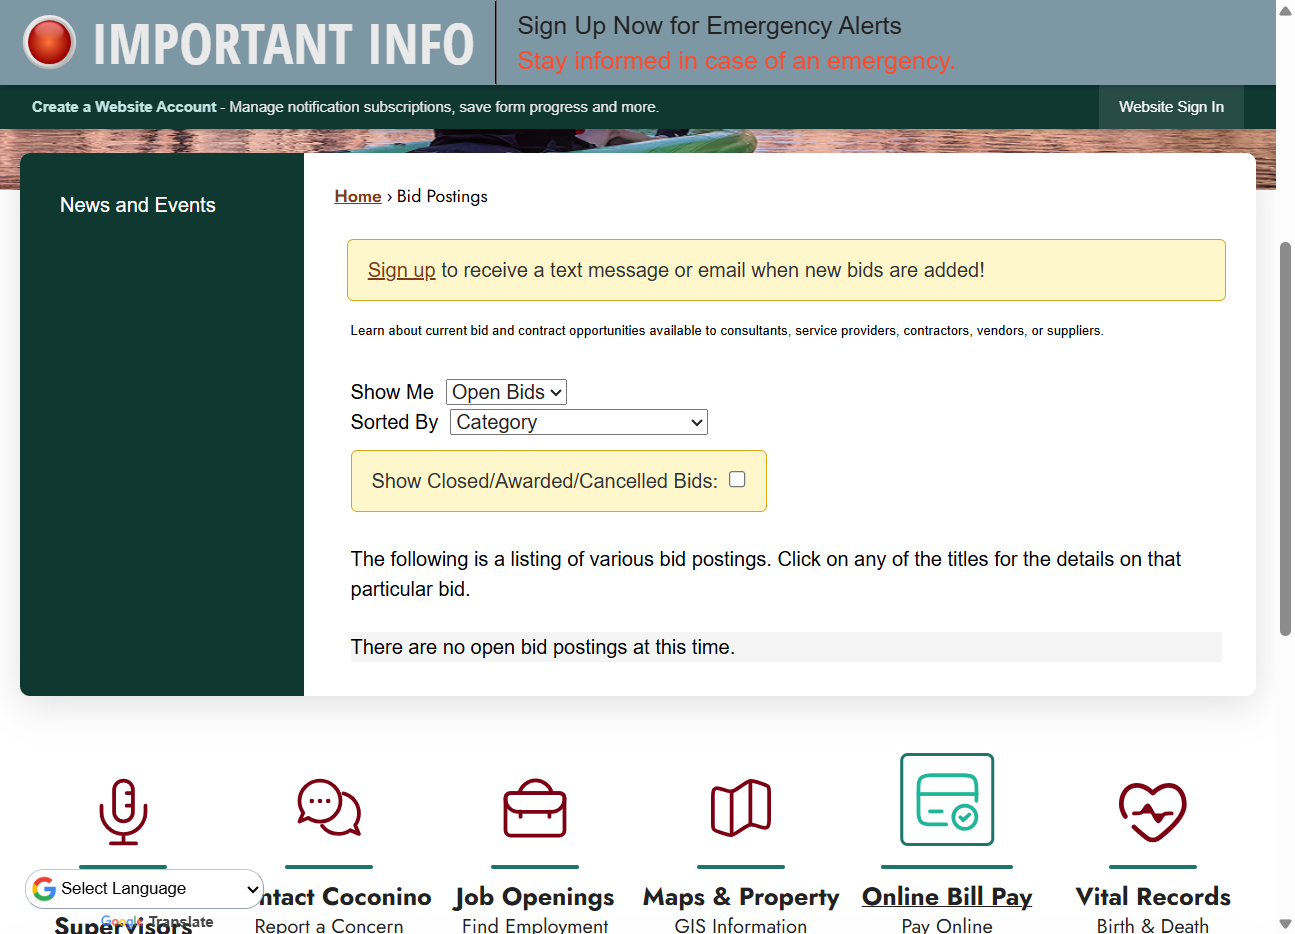 IMPORTANT INFO
Sign Up Now for Emergency Alerts
Stay informed in case of an emergency.
Create a Website Account - Manage notification subscriptions, save form progress and more.
Website Sign In
News and Events
Home › Bid Postings
Sign up to receive a text message or email when new bids are added!
Learn about current bid and contract opportunities available to consultants, service providers, contractors, vendors, or suppliers.
Show Me Open Bids
Sorted By Category
Show Closed/Awarded/Cancelled Bids:
The following is a listing of various bid postings. Click on any of the titles for the details on that
particular bid.
There are no open bid postings at this time.
Select Language
Google Translate
Supervisors
ntact Coconino
Report a Concern
Job Openings
Find Employment
Maps & Property
GIS Information
Online Bill Pay
Pay Online
Vital Records
Birth & Death